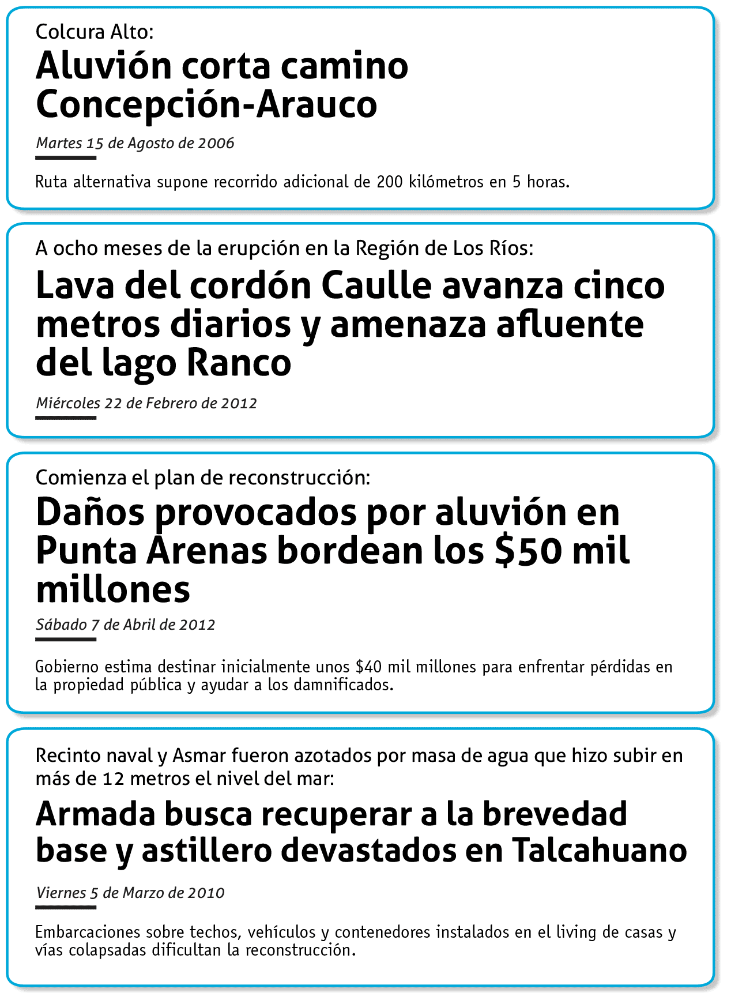 Colcura Alto:
Aluvión corta camino
Concepción-Arauco
Martes 15 de Agosto de 2006
Ruta alternativa supone recorrido adicional de 200 kilómetros en 5 horas.
A ocho meses de la erupción en la Región de Los Ríos:
Lava del cordón Caulle avanza cinco
metros diarios y amenaza afluente
del lago Ranco
Miércoles 22 de Febrero de 2012
Comienza el plan de reconstrucción:
Daños provocados por aluvión en
Punta Arenas bordean los $50 mil
millones
Sábado 7 de Abril de 2012
Gobierno estima destinar inicialmente unos $40 mil millones para enfrentar pérdidas en
la propiedad pública y ayudar a los damnificados.
Recinto naval y Asmar fueron azotados por masa de agua que hizo subir en
más de 12 metros el nivel del mar:
Armada busca recuperar a la brevedad
base y astillero devastados en Talcahuano
Viernes 5 de Marzo de 2010
Embarcaciones sobre techos, vehículos y contenedores instalados en el living de casas y
vías colapsadas dificultan la reconstrucción.